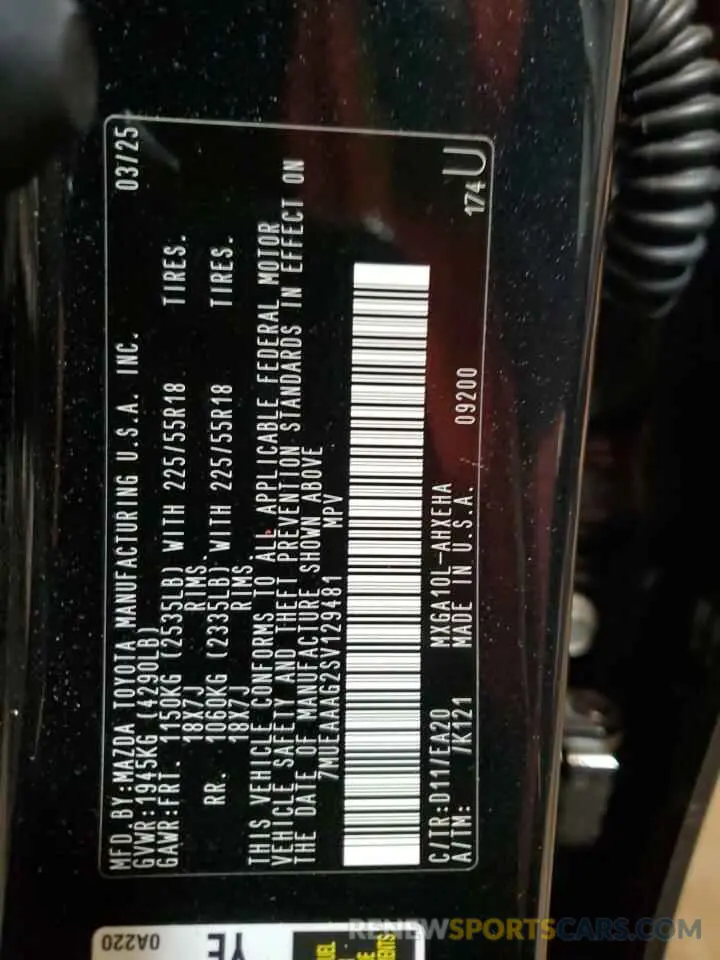 MFD.BY:MAZDA TOYOTA MANUFACTURING U.S.A. INC. 03/25
GVWR:1945KG (4290LB)
GAWR:FRT. 1150KG (2535LB) WITH 225/55R18 TIRES.
18X7J RIMS.
RR. 1060KG (2335LB) WITH 225/55R18 TIRES.
18X7J RIMS.
THIS VEHICLE CONFORMS TO ALL APPLICABLE FEDERAL MOTOR
VEHICLE SAFETY AND THEFT PREVENTION STANDARDS IN EFFECT ON
THE DATE OF MANUFACTURE SHOWN ABOVE
7MUEAAAG2SV129481 MPV
C/TR:D11/EA20 MXGA10L-AHXEHA
A/TM: /K121 MADE IN U.S.A. 09200
174U
0A220
YE
RENEWSPORTSCARS.COM